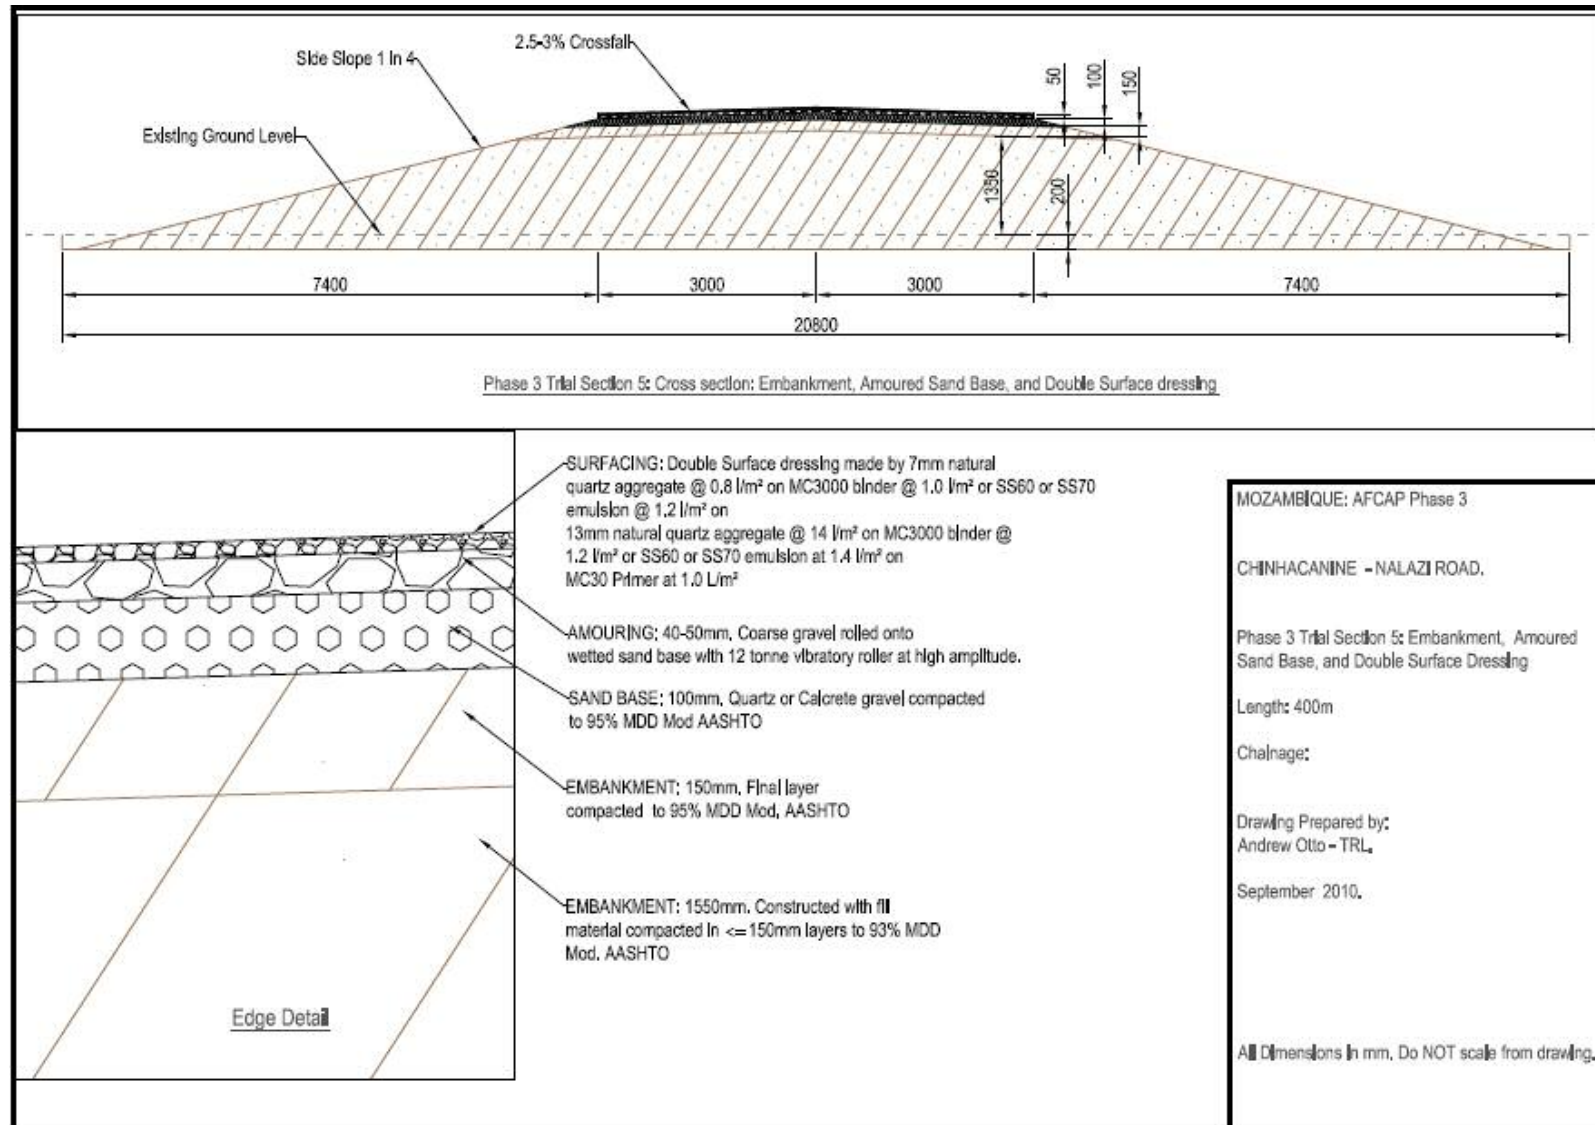 2.5-3% Crossfall
Side Slope 1 in 4
Existing Ground Level
50
100
150
1350
200
7400
3000
3000
7400
20800
Phase 3 Trial Section 5: Cross section: Embankment, Amoured Sand Base, and Double Surface dressing
SURFACING: Double Surface dressing made by 7mm natural
quartz aggregate @ 0.8 l/m² on MC3000 binder @ 1.0 l/m² or SS60 or SS70
emulsion @ 1.2 l/m² on
13mm natural quartz aggregate @ 14 l/m² on MC3000 binder @
1.2 l/m² or SS60 or SS70 emulsion at 1.4 l/m² on
MC30 Primer at 1.0 L/m²
AMOURING; 40-50mm, Coarse gravel rolled onto
wetted sand base with 12 tonne vibratory roller at high amplitude.
SAND BASE; 100mm, Quartz or Calcrete gravel compacted
to 95% MDD Mod AASHTO
EMBANKMENT; 150mm, Final layer
compacted to 95% MDD Mod, AASHTO
EMBANKMENT: 1550mm. Constructed with fill
material compacted in <=150mm layers to 93% MDD
Mod. AASHTO
Edge Detail
MOZAMBIQUE: AFCAP Phase 3
CHINHACANINE - NALAZI ROAD.
Phase 3 Trial Section 5: Embankment, Amoured
Sand Base, and Double Surface Dressing
Length: 400m
Chainage:
Drawing Prepared by:
Andrew Otto - TRL.
September 2010.
All Dimensions in mm, Do NOT scale from drawing.